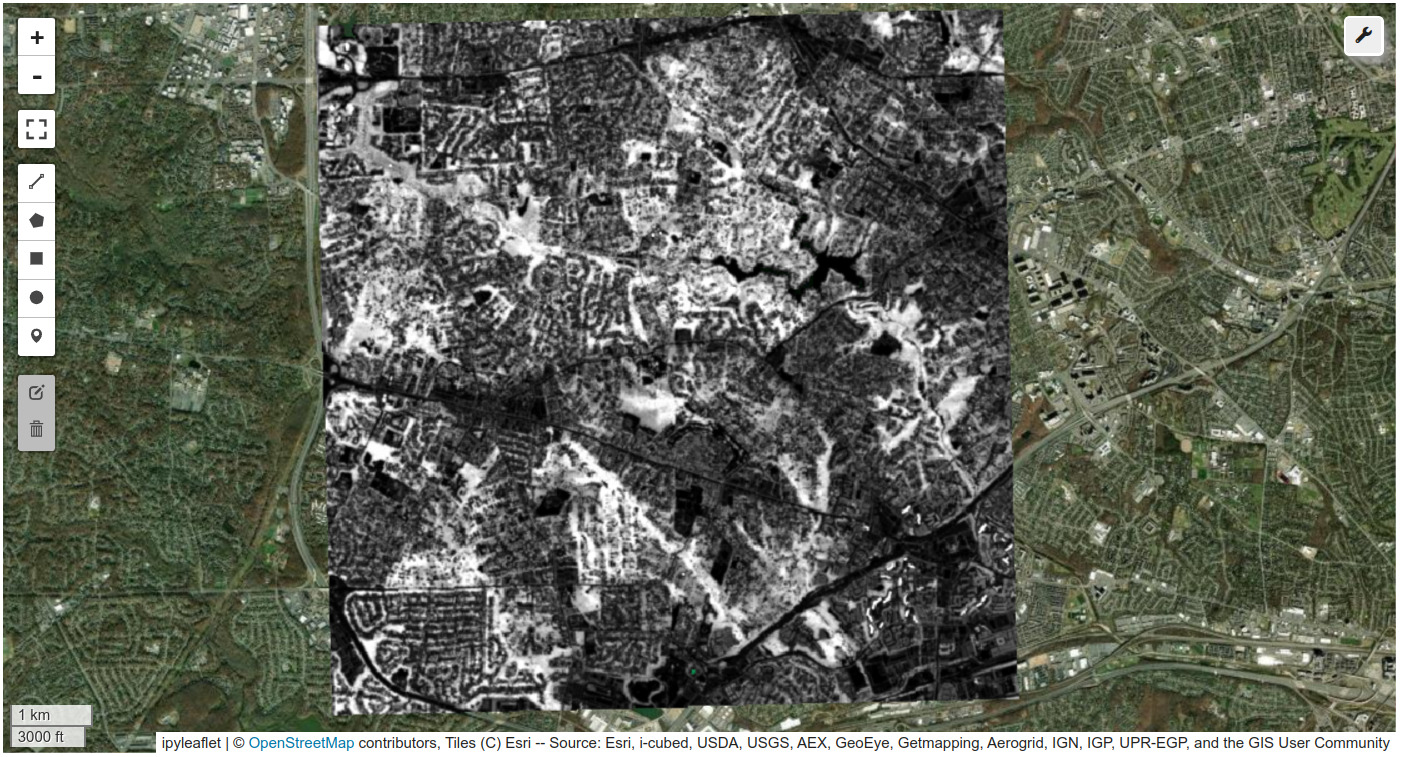 +
-
1 km
3000 ft
ipyleaflet | © OpenStreetMap contributors, Tiles (C) Esri -- Source: Esri, i-cubed, USDA, USGS, AEX, GeoEye, Getmapping, Aerogrid, IGN, IGP, UPR-EGP, and the GIS User Community